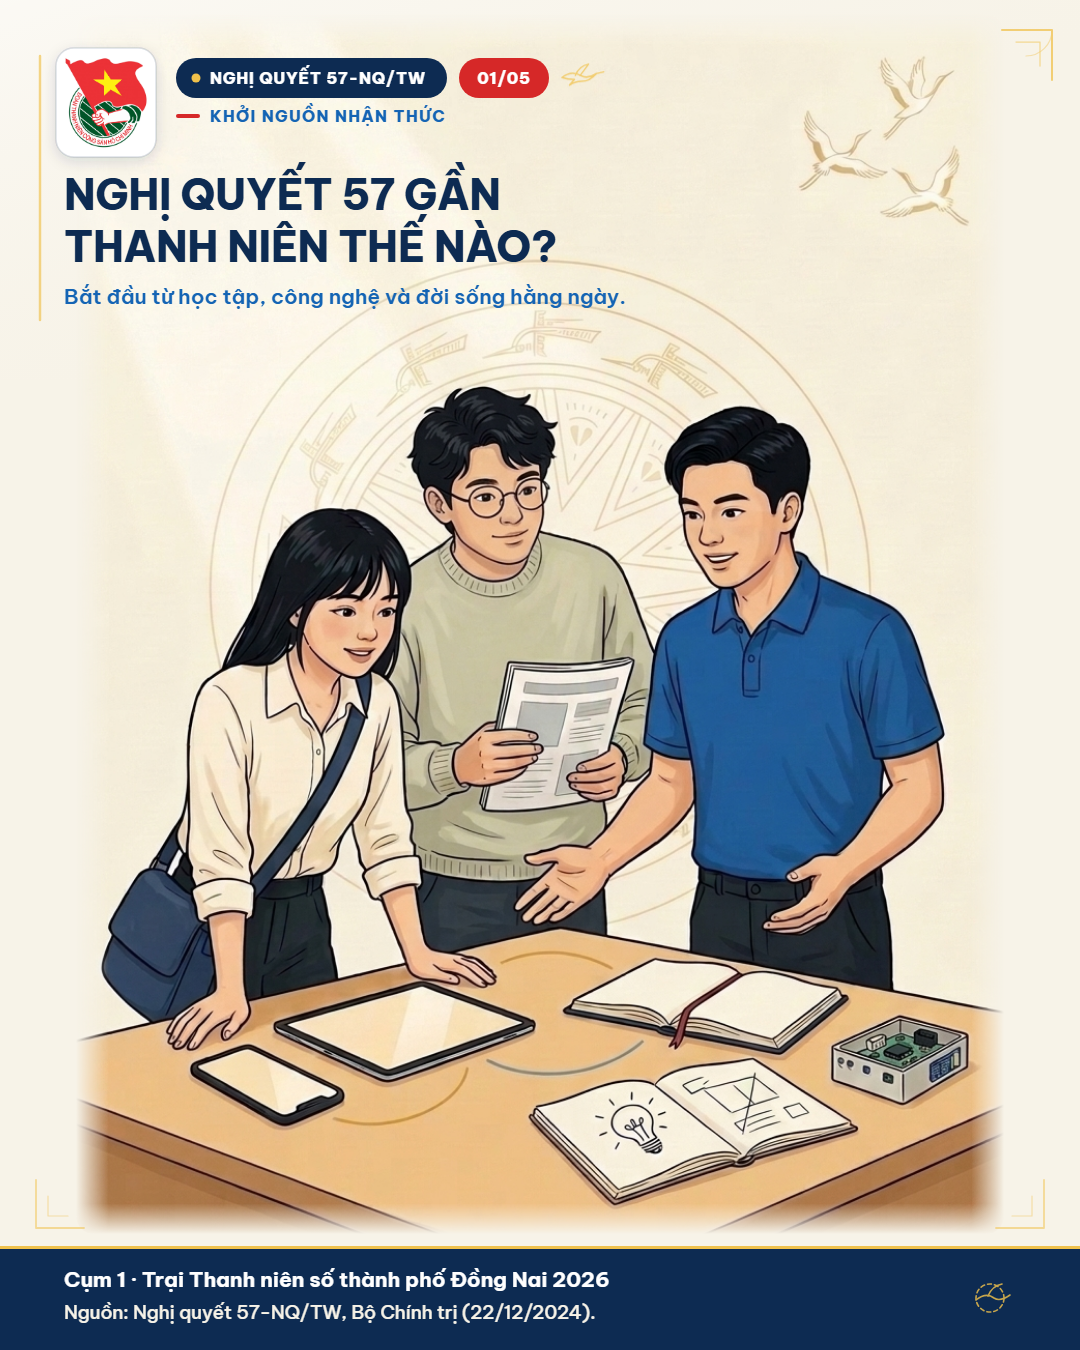 NGHỊ QUYẾT 57-NQ/TW
01/05
KHỞI NGUỒN NHẬN THỨC
NGHỊ QUYẾT 57 GẦN
THANH NIÊN THẾ NÀO?
Bắt đầu từ học tập, công nghệ và đời sống hằng ngày.
Cụm 1 · Trại Thanh niên số thành phố Đồng Nai 2026
Nguồn: Nghị quyết 57-NQ/TW, Bộ Chính trị (22/12/2024).